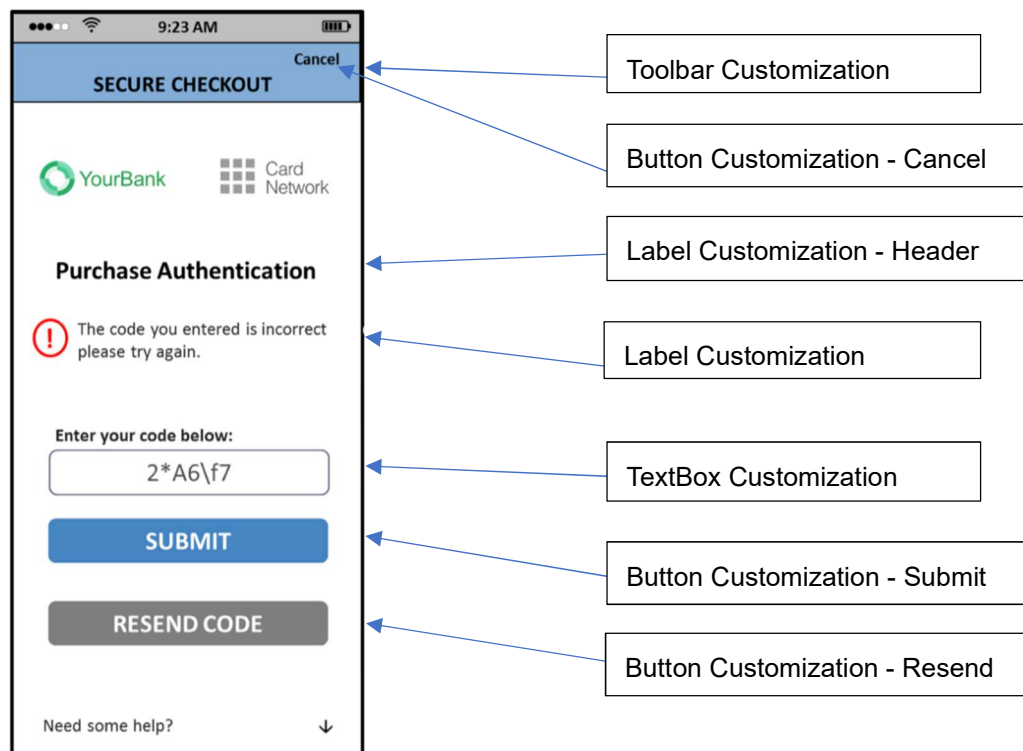 9:23 AM
Cancel
SECURE CHECKOUT
YourBank
Card
Network
Purchase Authentication
The code you entered is incorrect
please try again.
Enter your code below:
2*A6\f7
SUBMIT
RESEND CODE
Need some help?
Toolbar Customization
Button Customization - Cancel
Label Customization - Header
Label Customization
TextBox Customization
Button Customization - Submit
Button Customization - Resend